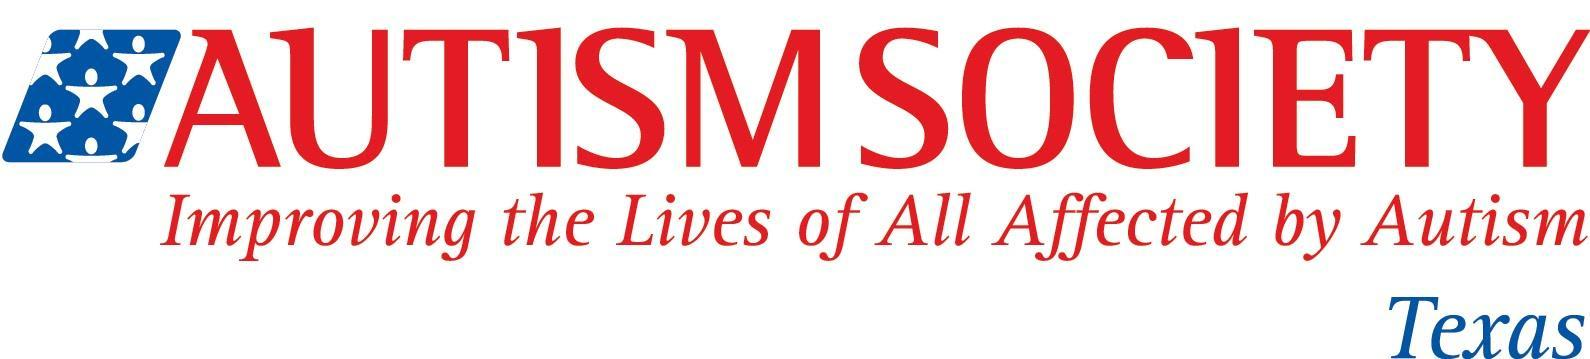 AUTISM SOCIETY
Improving the Lives of All Affected by Autism
Texas